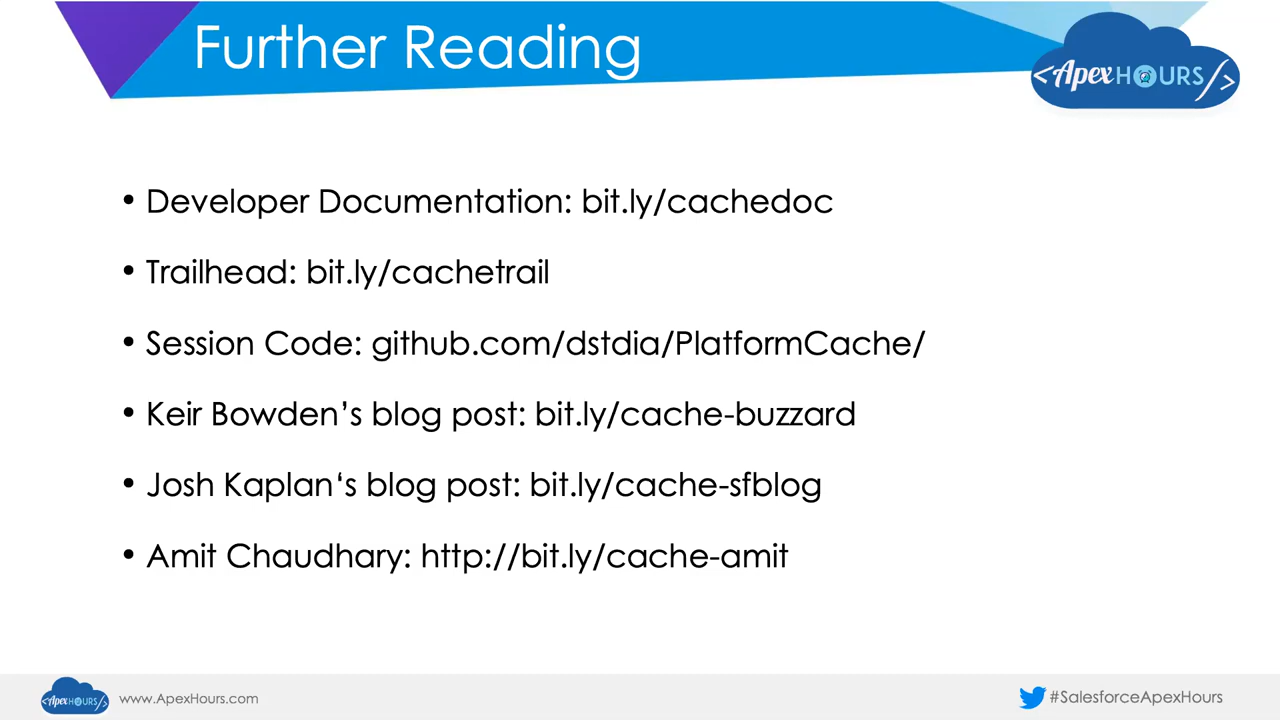 Further Reading
<ApexHOURS/>
• Developer Documentation: bit.ly/cachedoc
• Trailhead: bit.ly/cachetrail
• Session Code: github.com/dstdia/PlatformCache/
• Keir Bowden’s blog post: bit.ly/cache-buzzard
• Josh Kaplan‘s blog post: bit.ly/cache-sfblog
• Amit Chaudhary: http://bit.ly/cache-amit
<ApexHOURS/>
www.ApexHours.com
#SalesforceApexHours